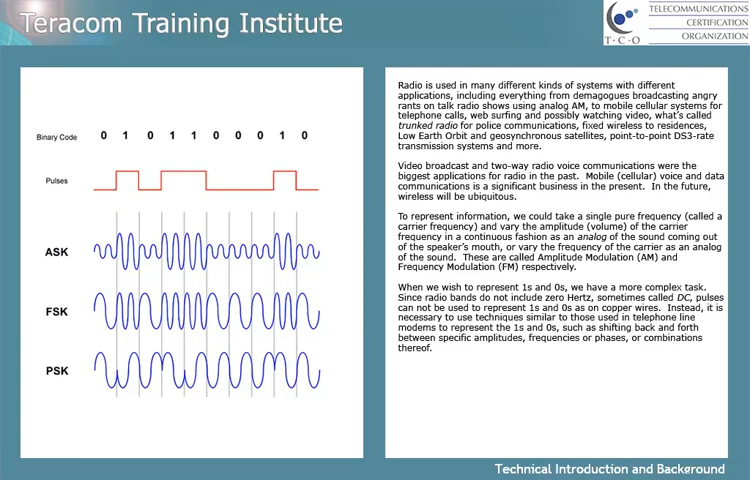 Teracom Training Institute
T·C·O
TELECOMMUNICATIONS
CERTIFICATION
ORGANIZATION
Binary Code 0 1 0 1 1 0 0 0 1 0
Pulses
ASK
FSK
PSK
Radio is used in many different kinds of systems with different
applications, including everything from demagogues broadcasting angry
rants on talk radio shows using analog AM, to mobile cellular systems for
telephone calls, web surfing and possibly watching video, what's called
trunked radio for police communications, fixed wireless to residences,
Low Earth Orbit and geosynchronous satellites, point-to-point DS3-rate
transmission systems and more.
Video broadcast and two-way radio voice communications were the
biggest applications for radio in the past. Mobile (cellular) voice and data
communications is a significant business in the present. In the future,
wireless will be ubiquitous.
To represent information, we could take a single pure frequency (called a
carrier frequency) and vary the amplitude (volume) of the carrier
frequency in a continuous fashion as an analog of the sound coming out
of the speaker's mouth, or vary the frequency of the carrier as an analog
of the sound. These are called Amplitude Modulation (AM) and
Frequency Modulation (FM) respectively.
When we wish to represent 1s and 0s, we have a more complex task.
Since radio bands do not include zero Hertz, sometimes called DC, pulses
can not be used to represent 1s and 0s as on copper wires. Instead, it is
necessary to use techniques similar to those used in telephone line
modems to represent the 1s and 0s, such as shifting back and forth
between specific amplitudes, frequencies or phases, or combinations
thereof.
Technical Introduction and Background